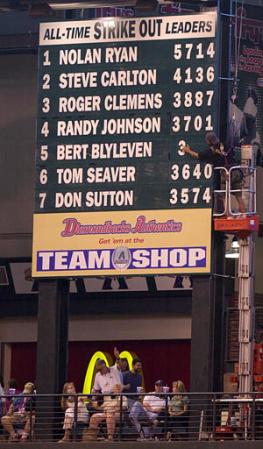 ALL-TIME STRIKE OUT LEADERS
1 NOLAN RYAN 5714
2 STEVE CARLTON 4136
3 ROGER CLEMENS 3887
4 RANDY JOHNSON 3701
5 BERT BLYLEVEN 3
6 TOM SEAVER 3640
7 DON SUTTON 3574
Diamondbacks Authentics
Get 'em at the
TEAM A SHOP